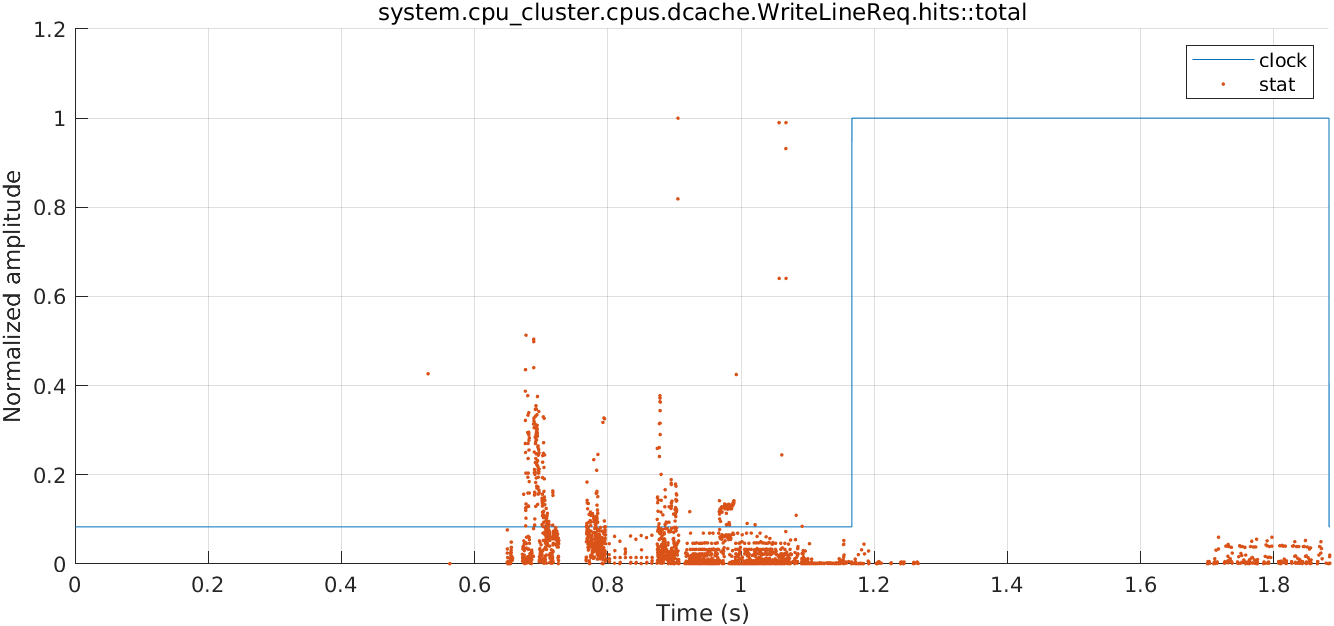 system.cpu_cluster.cpus.dcache.WriteLineReq.hits::total
1.2
1
0.8
0.6
0.4
0.2
0
Normalized amplitude
clock
stat
0 0.2 0.4 0.6 0.8 1 1.2 1.4 1.6 1.8
Time (s)